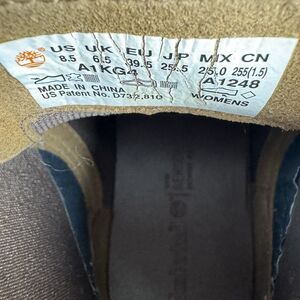 US UK EU JP MX CN
8.5 6.5 39.5 25.5 2/5.0 255(1.5)
A1KG4 A1248
MADE IN CHINA WOMENS
US Patent No. D732,810